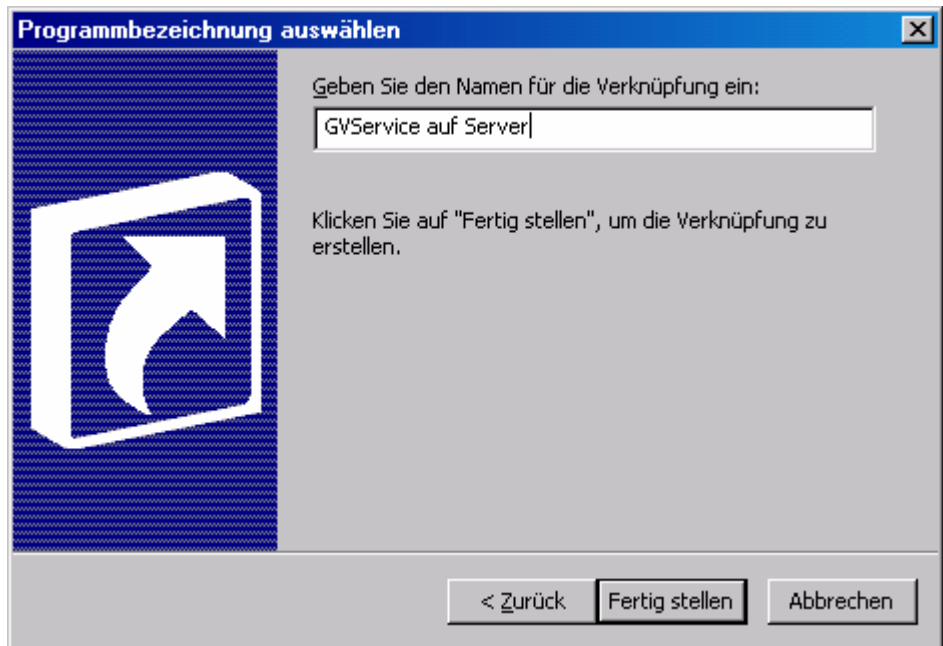 Programmbezeichnung auswählen
Geben Sie den Namen für die Verknüpfung ein:
GVService auf Server
Klicken Sie auf "Fertig stellen", um die Verknüpfung zu
erstellen.
< Zurück Fertig stellen Abbrechen